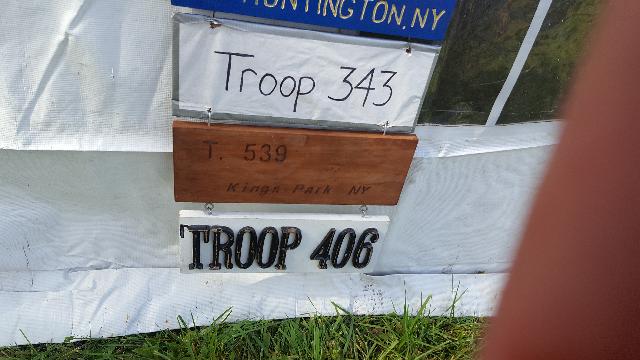 HUNTINGTON, NY
Troop 343
T. 539
Kings Park NY
TROOP 406